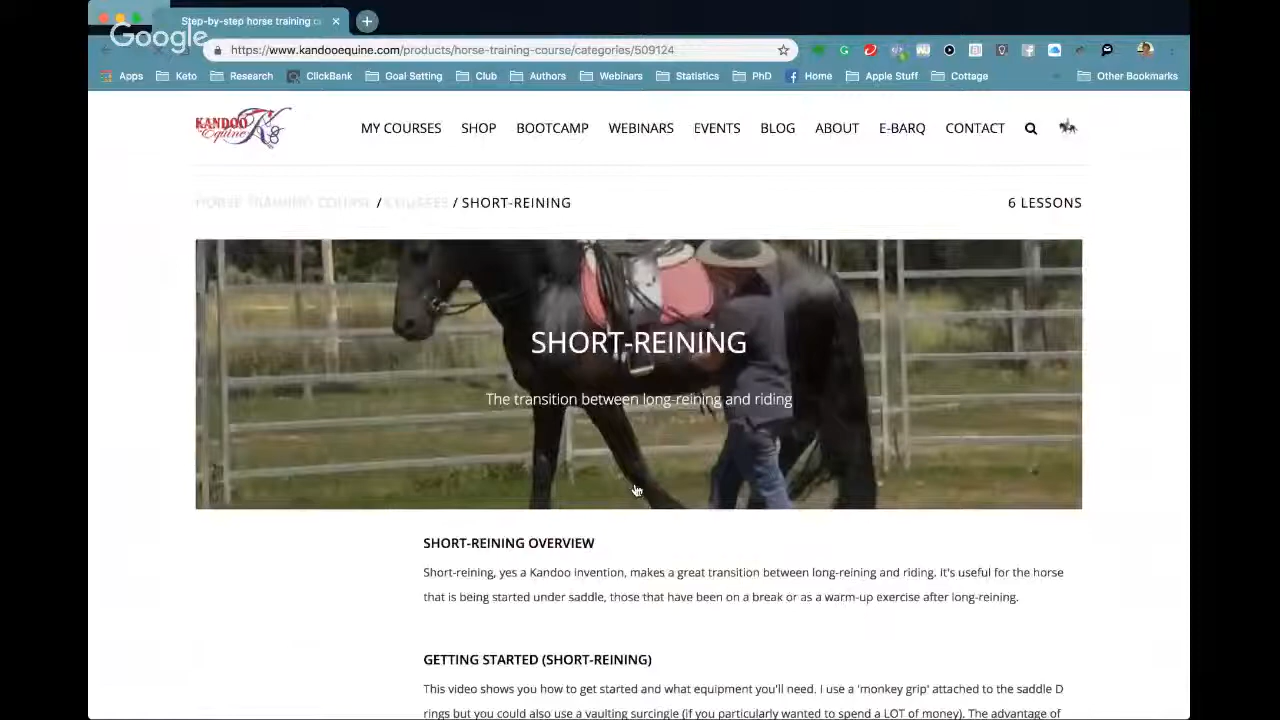 Step-by-step horse training c
Google
https://www.kandooequine.com/products/horse-training-course/categories/509124
Apps Keto Research ClickBank Goal Setting Club Authors Webinars Statistics PhD Home Apple Stuff Cottage Other Bookmarks
KANDOO
Equine
MY COURSES SHOP BOOTCAMP WEBINARS EVENTS BLOG ABOUT E-BARQ CONTACT
HORSE TRAINING COURSE / COURSES / SHORT-REINING 6 LESSONS
SHORT-REINING
The transition between long-reining and riding
SHORT-REINING OVERVIEW
Short-reining, yes a Kandoo invention, makes a great transition between long-reining and riding. It's useful for the horse
that is being started under saddle, those that have been on a break or as a warm-up exercise after long-reining.
GETTING STARTED (SHORT-REINING)
This video shows you how to get started and what equipment you'll need. I use a 'monkey grip' attached to the saddle D
rings but you could also use a vaulting surcingle (if you particularly wanted to spend a LOT of money). The advantage of